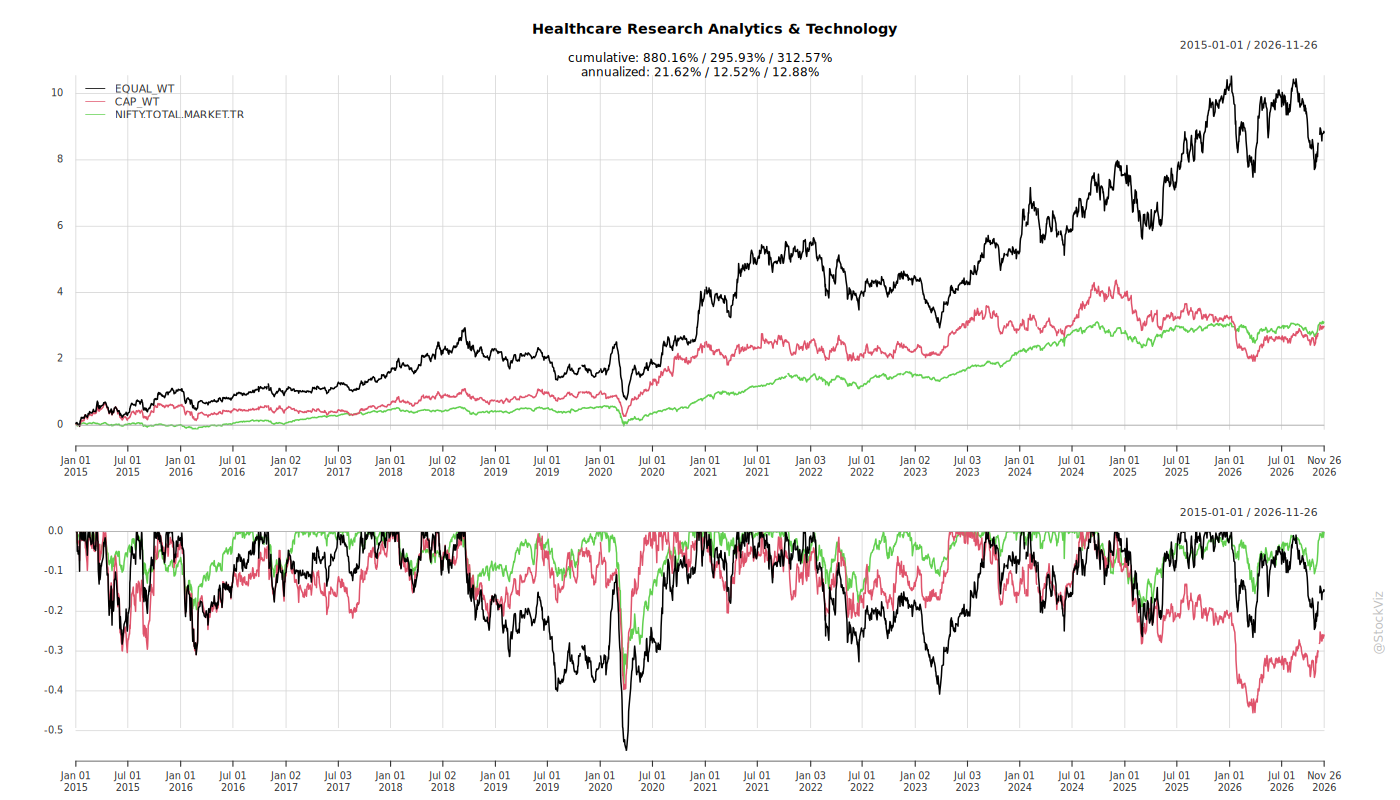 Healthcare Research Analytics & Technology
2015-01-01 / 2026-11-26
cumulative: 880.16% / 295.93% / 312.57%
annualized: 21.62% / 12.52% / 12.88%
EQUAL_WT
CAP_WT
NIFTY.TOTAL.MARKET.TR
10
8
6
4
2
0
Jan 01 Jul 01 Jan 01 Jul 01 Jan 02 Jul 03 Jan 01 Jul 02 Jan 01 Jul 01 Jan 01 Jul 01 Jan 01 Jul 01 Jan 03 Jul 01 Jan 02 Jul 03 Jan 01 Jul 01 Jan 01 Jul 01 Jan 01 Jul 01 Nov 26
2015 2015 2016 2016 2017 2017 2018 2018 2019 2019 2020 2020 2021 2021 2022 2022 2023 2023 2024 2024 2025 2025 2026 2026 2026
2015-01-01 / 2026-11-26
0.0
-0.1
-0.2
-0.3
-0.4
-0.5
Jan 01 Jul 01 Jan 01 Jul 01 Jan 02 Jul 03 Jan 01 Jul 02 Jan 01 Jul 01 Jan 01 Jul 01 Jan 01 Jul 01 Jan 03 Jul 01 Jan 02 Jul 03 Jan 01 Jul 01 Jan 01 Jul 01 Jan 01 Jul 01 Nov 26
2015 2015 2016 2016 2017 2017 2018 2018 2019 2019 2020 2020 2021 2021 2022 2022 2023 2023 2024 2024 2025 2025 2026 2026 2026
@StockViz